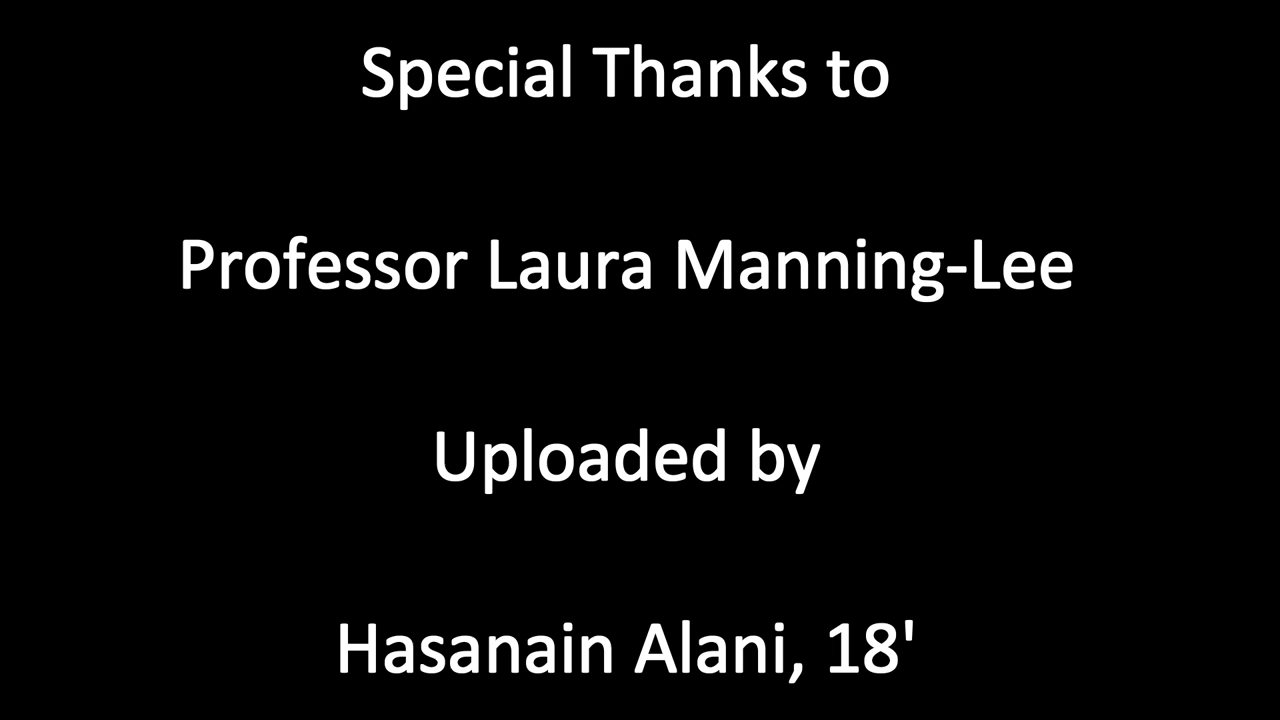 Special Thanks to
Professor Laura Manning-Lee
Uploaded by
Hasanain Alani, 18'